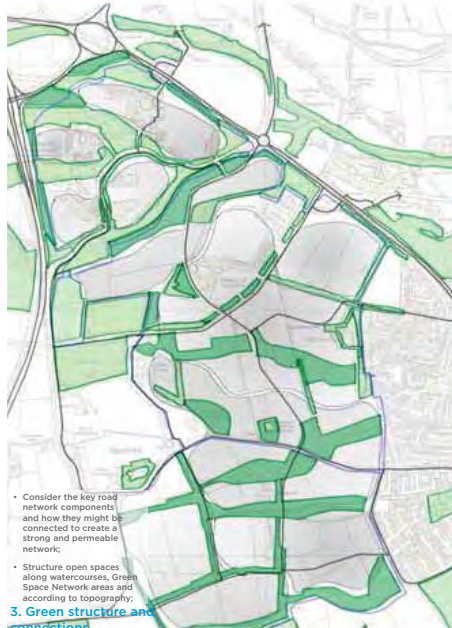 • Consider the key road
network components
and how they might be
connected to create a
strong and permeable
network;
• Structure open spaces
along watercourses, Green
Space Network areas and
according to topography;
3. Green structure and
connections